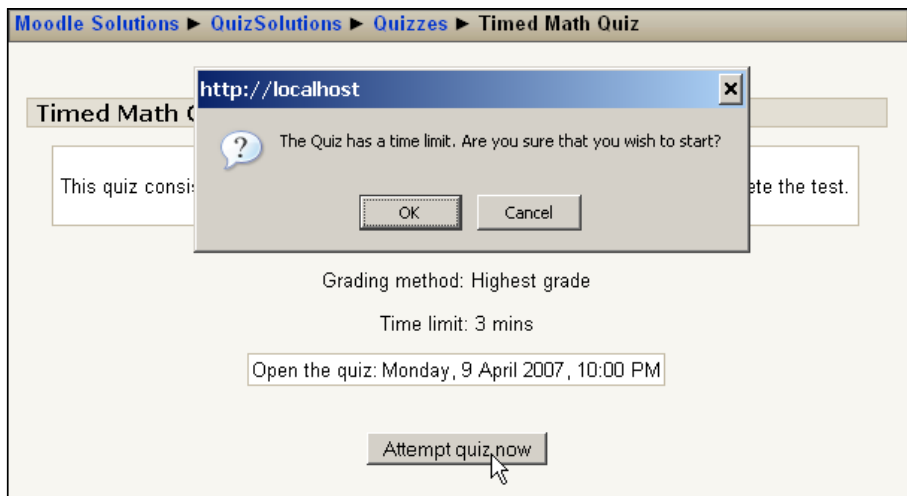 Moodle Solutions ► QuizSolutions ► Quizzes ► Timed Math Quiz
http://localhost
Timed Math
The Quiz has a time limit. Are you sure that you wish to start?
This quiz ete the test.
OK Cancel
Grading method: Highest grade
Time limit: 3 mins
Open the quiz: Monday, 9 April 2007, 10:00 PM
Attempt quiz now